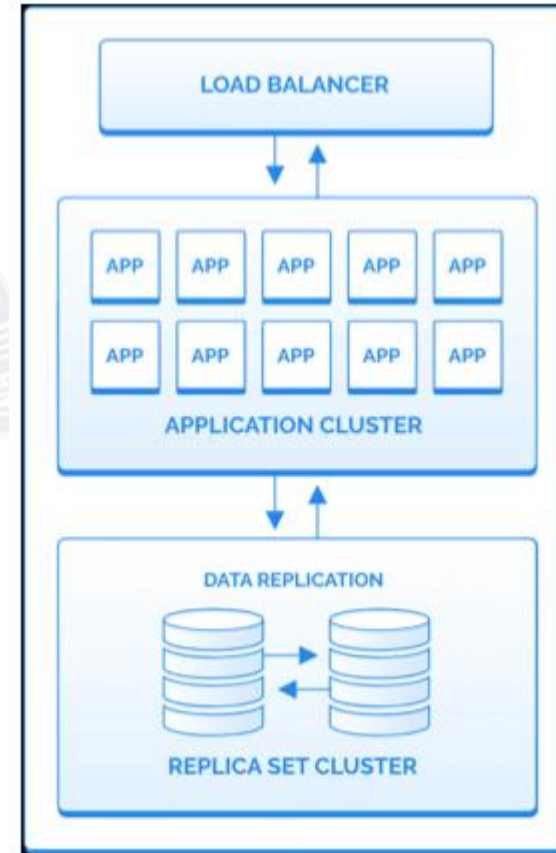 LOAD BALANCER
APP APP APP APP APP
APP APP APP APP APP
APPLICATION CLUSTER
DATA REPLICATION
REPLICA SET CLUSTER